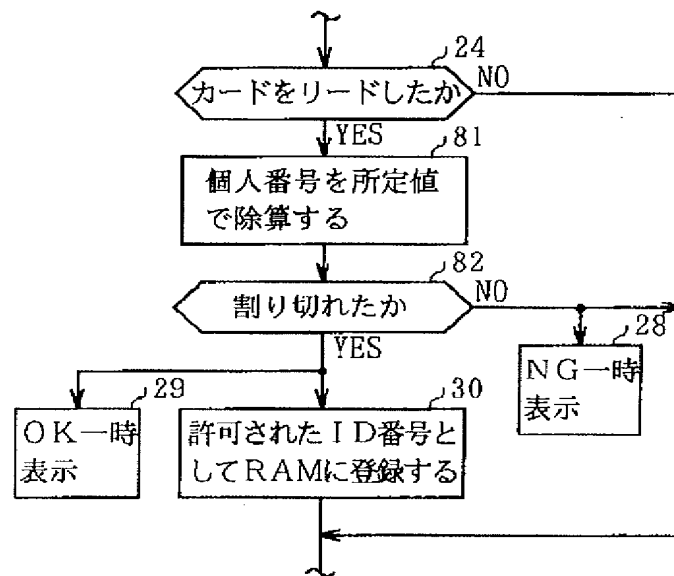 24
カードをリードしたか
NO
YES
81
個人番号を所定値
で除算する
82
割り切れたか
NO
YES
28
NG一時
表示
29
OK一時
表示
30
許可されたID番号と
してRAMに登録する